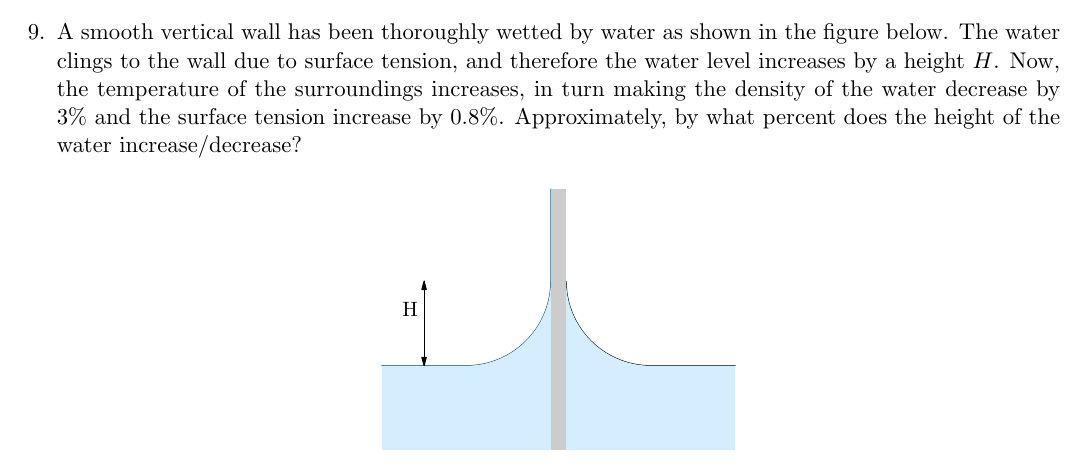 9. A smooth vertical wall has been thoroughly wetted by water as shown in the figure below. The water
clings to the wall due to surface tension, and therefore the water level increases by a height H. Now,
the temperature of the surroundings increases, in turn making the density of the water decrease by
3% and the surface tension increase by 0.8%. Approximately, by what percent does the height of the
water increase/decrease?
H